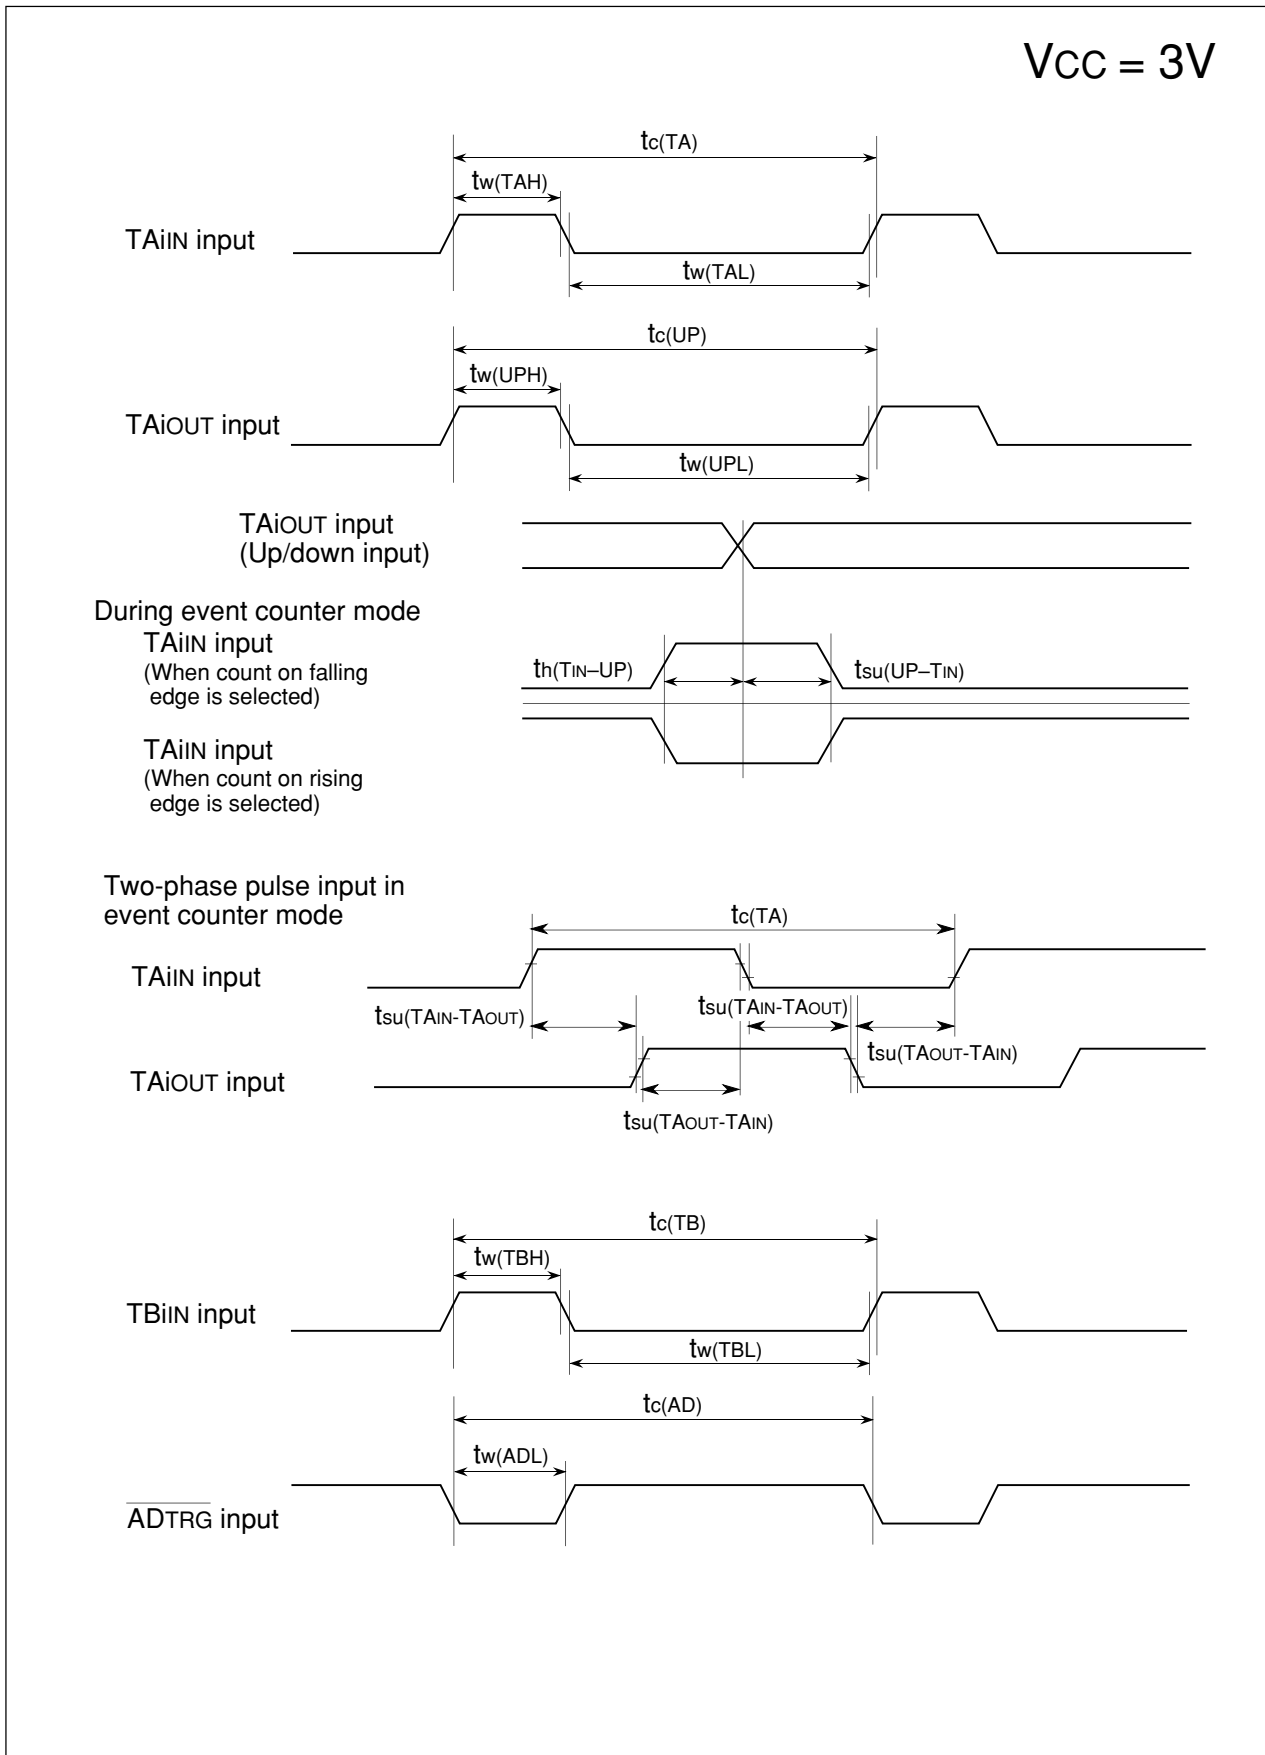 VCC = 3V
tc(TA)
tw(TAH)
TAiIN input
tw(TAL)
tc(UP)
tw(UPH)
TAiOUT input
tw(UPL)
TAiOUT input
(Up/down input)
During event counter mode
TAiIN input
(When count on falling
edge is selected)
th(TIN–UP)
tsu(UP–TIN)
TAiIN input
(When count on rising
edge is selected)
Two-phase pulse input in
event counter mode
tc(TA)
TAiIN input
tsu(TAIN-TAOUT)
tsu(TAIN-TAOUT)
tsu(TAOUT-TAIN)
TAiOUT input
tsu(TAOUT-TAIN)
tc(TB)
tw(TBH)
TBiIN input
tw(TBL)
tc(AD)
tw(ADL)
ADTRG input